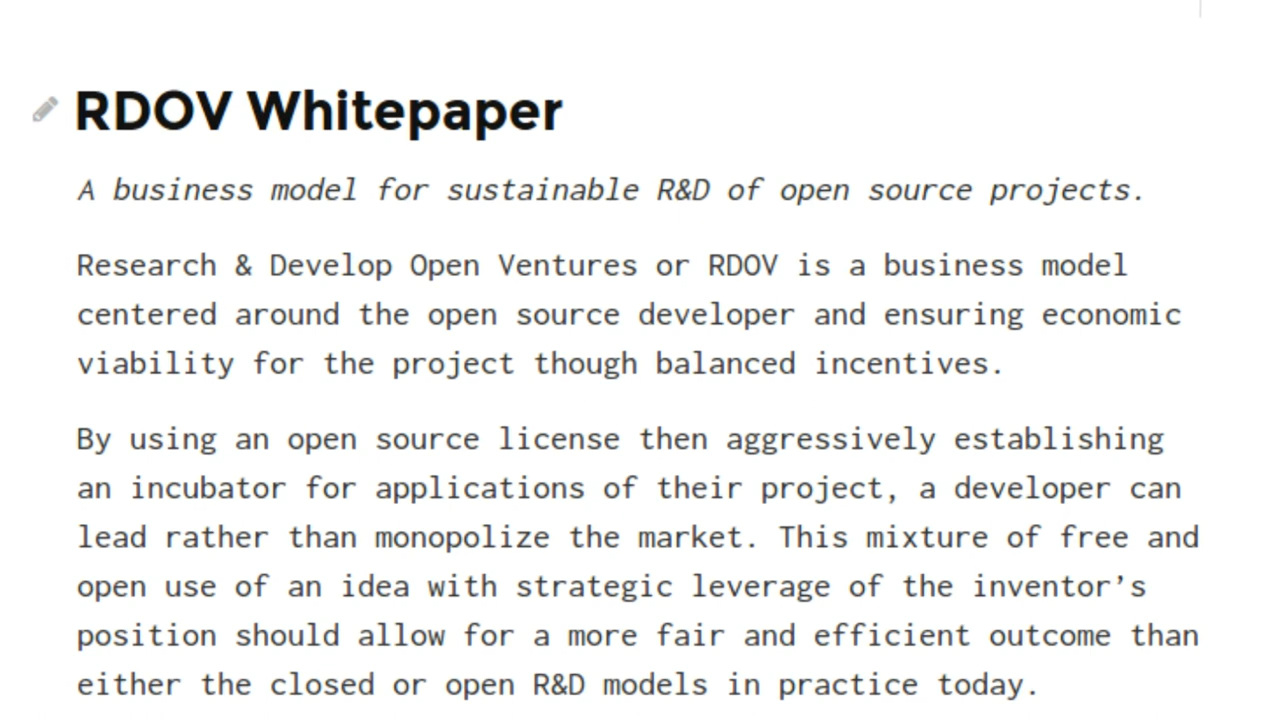 RDOV Whitepaper
A business model for sustainable R&D of open source projects.
Research & Develop Open Ventures or RDOV is a business model
centered around the open source developer and ensuring economic
viability for the project though balanced incentives.
By using an open source license then aggressively establishing
an incubator for applications of their project, a developer can
lead rather than monopolize the market. This mixture of free and
open use of an idea with strategic leverage of the inventor’s
position should allow for a more fair and efficient outcome than
either the closed or open R&D models in practice today.